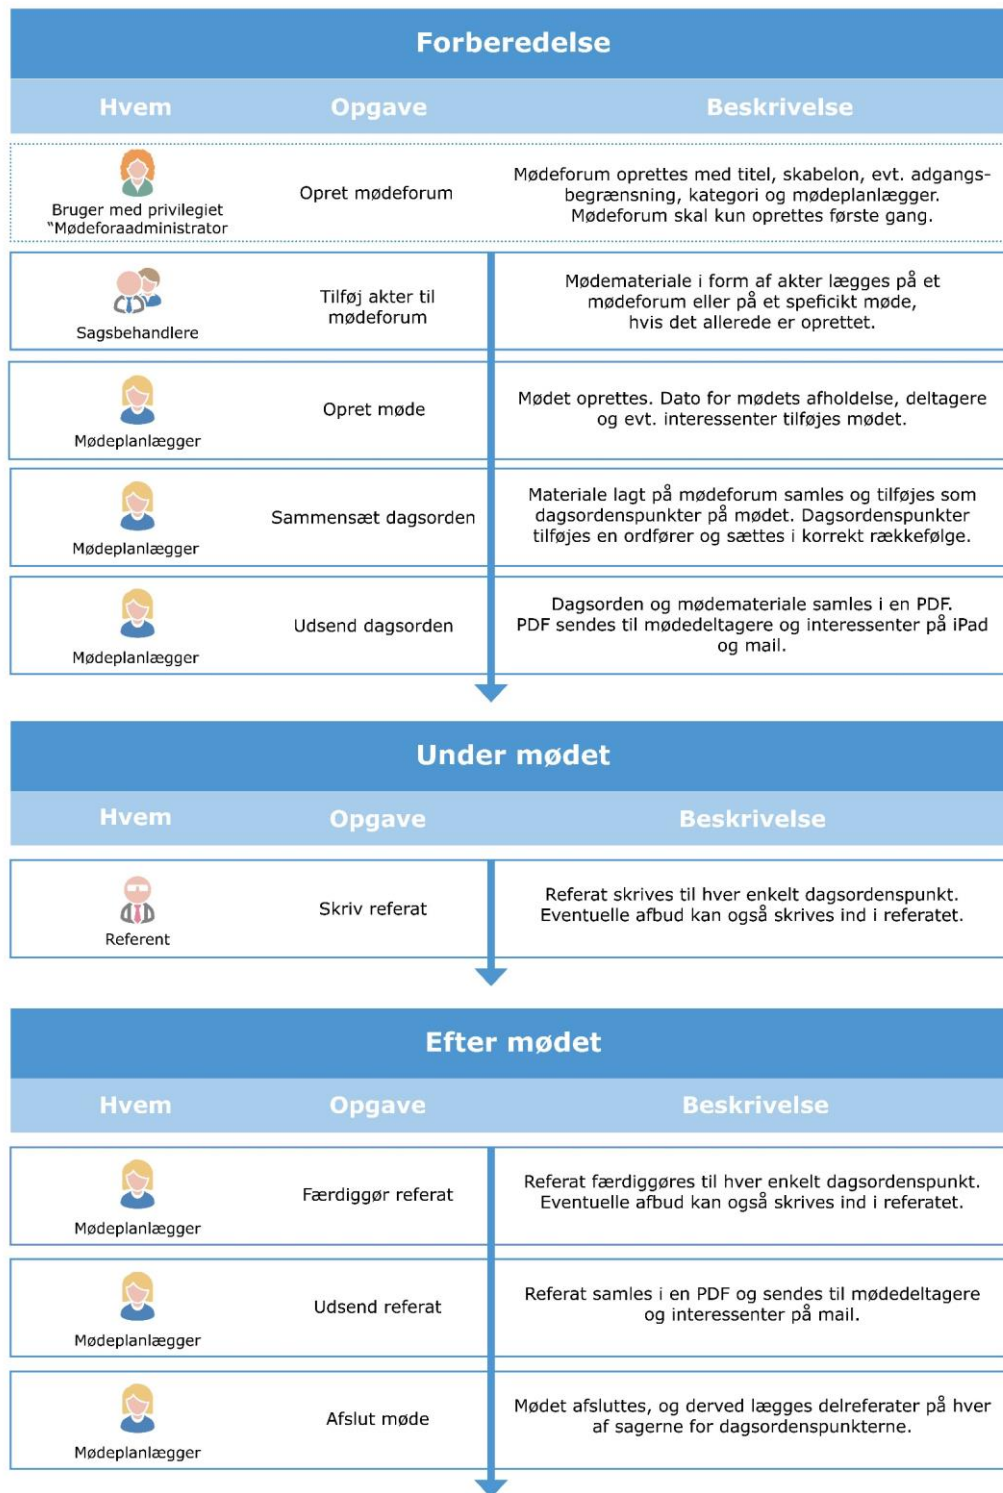 Forberedelse
Hvem Opgave Beskrivelse
Bruger med privilegiet
“Mødeforaadministrator
Opret mødeforum
Mødeforum oprettes med titel, skabelon, evt. adgangs-
begrænsning, kategori og mødeplanlægger.
Mødeforum skal kun oprettes første gang.
Sagsbehandlere
Tilføj akter til
mødeforum
Mødemateriale i form af akter lægges på et
mødeforum eller på et speficikt møde,
hvis det allerede er oprettet.
Mødeplanlægger
Opret møde
Mødet oprettes. Dato for mødets afholdelse, deltagere
og evt. interessenter tilføjes mødet.
Mødeplanlægger
Sammensæt dagsorden
Materiale lagt på mødeforum samles og tilføjes som
dagsordenspunkter på mødet. Dagsordenspunkter
tilføjes en ordfører og sættes i korrekt rækkefølge.
Mødeplanlægger
Udsend dagsorden
Dagsorden og mødemateriale samles i en PDF.
PDF sendes til mødedeltagere og interessenter på iPad
og mail.
Under mødet
Hvem Opgave Beskrivelse
Referent
Skriv referat
Referat skrives til hver enkelt dagsordenspunkt.
Eventuelle afbud kan også skrives ind i referatet.
Efter mødet
Hvem Opgave Beskrivelse
Mødeplanlægger
Færdiggør referat
Referat færdiggøres til hver enkelt dagsordenspunkt.
Eventuelle afbud kan også skrives ind i referatet.
Mødeplanlægger
Udsend referat
Referat samles i en PDF og sendes til mødedeltagere
og interessenter på mail.
Mødeplanlægger
Afslut møde
Mødet afsluttes, og derved lægges delreferater på hver
af sagerne for dagsordenspunkterne.